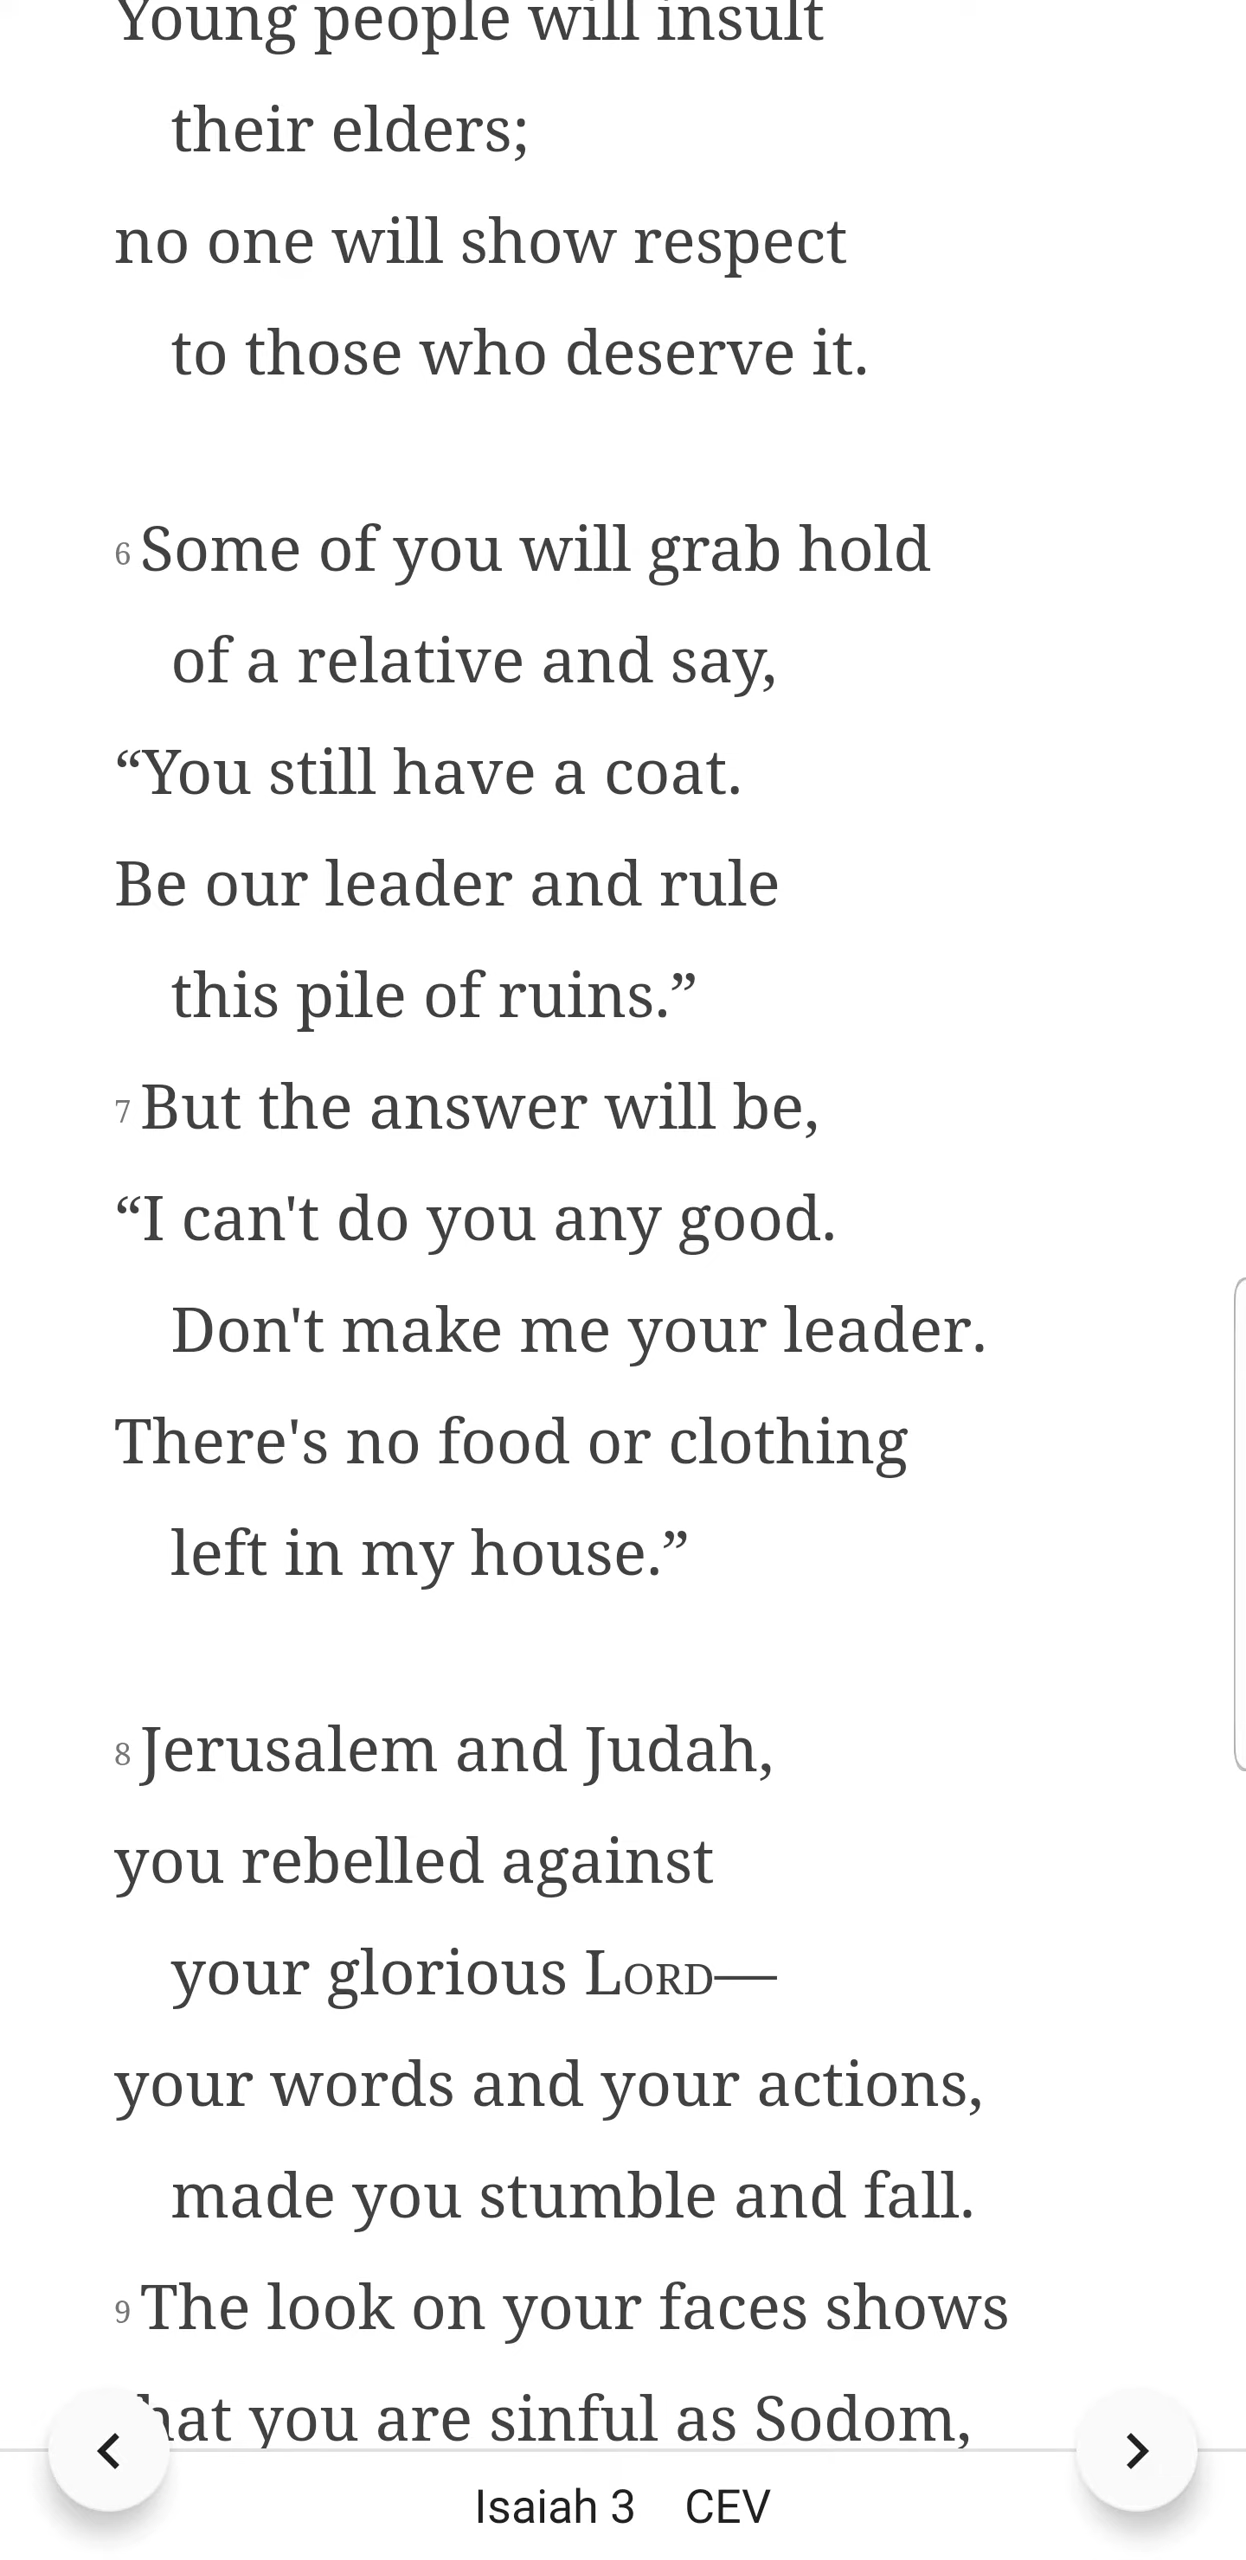 Young people will insult
their elders;
no one will show respect
to those who deserve it.
6 Some of you will grab hold
of a relative and say,
“You still have a coat.
Be our leader and rule
this pile of ruins.”
7 But the answer will be,
“I can't do you any good.
Don't make me your leader.
There's no food or clothing
left in my house.”
8 Jerusalem and Judah,
you rebelled against
your glorious LORD—
your words and your actions,
made you stumble and fall.
9 The look on your faces shows
that you are sinful as Sodom,
Isaiah 3 CEV